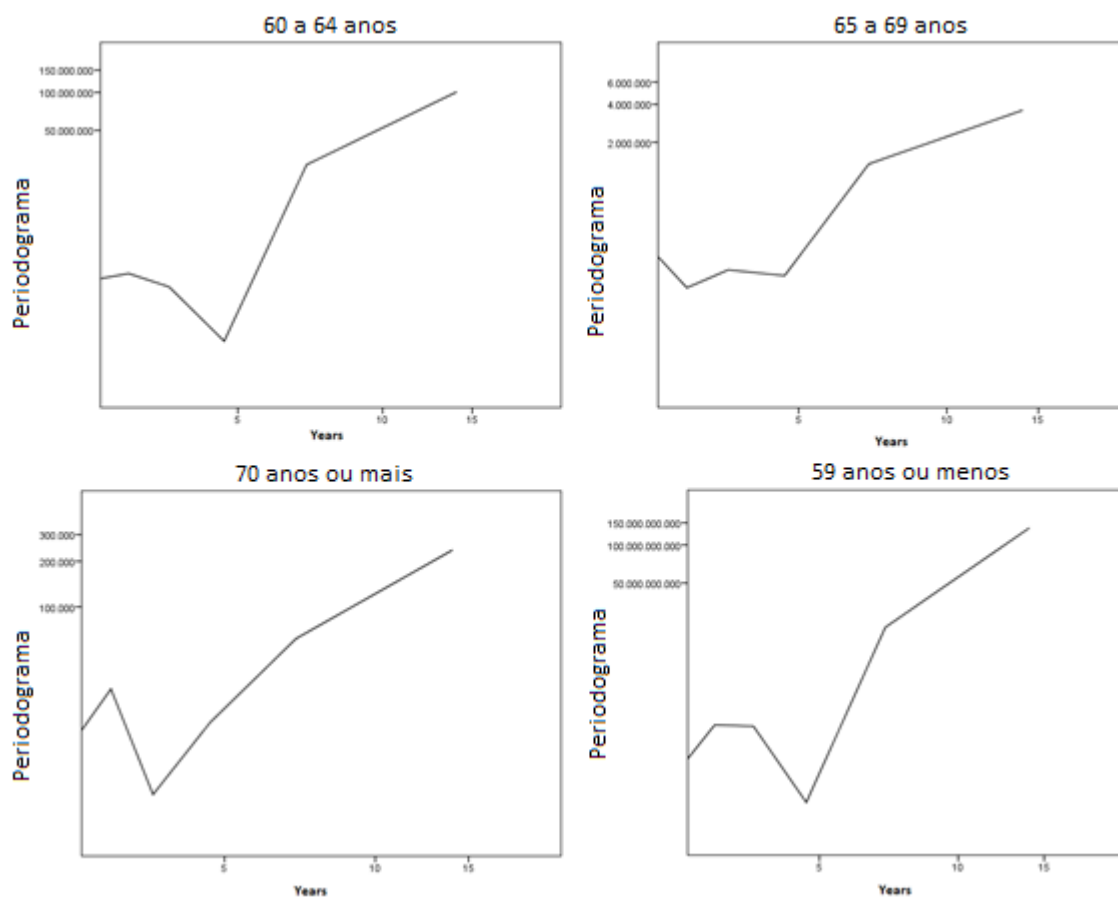 60 a 64 anos
150.000.000
100.000.000
50.000.000
Periodograma
5 10 15
Years
65 a 69 anos
6.000.000
4.000.000
2.000.000
Periodograma
5 10 15
Years
70 anos ou mais
300.000
200.000
100.000
Periodograma
5 10 15
Years
59 anos ou menos
150.000.000.000
100.000.000.000
50.000.000.000
Periodograma
5 10 15
Years